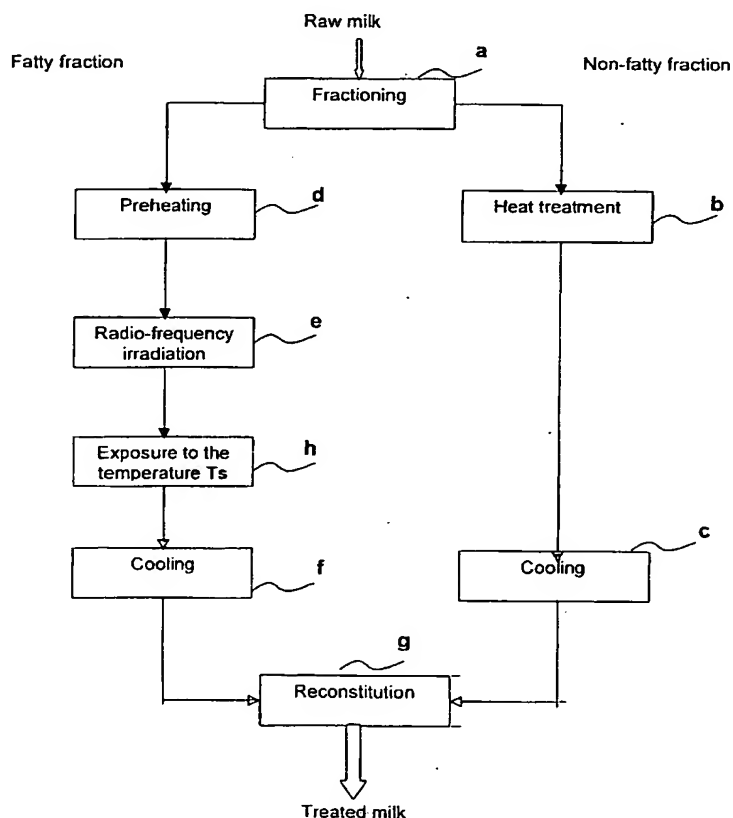 Raw milk
a
Fatty fraction
Non-fatty fraction
Fractioning
Preheating
d
Heat treatment
b
Radio-frequency
irradiation
e
Exposure to the
temperature Ts
h
Cooling
f
Cooling
c
g
Reconstitution
Treated milk